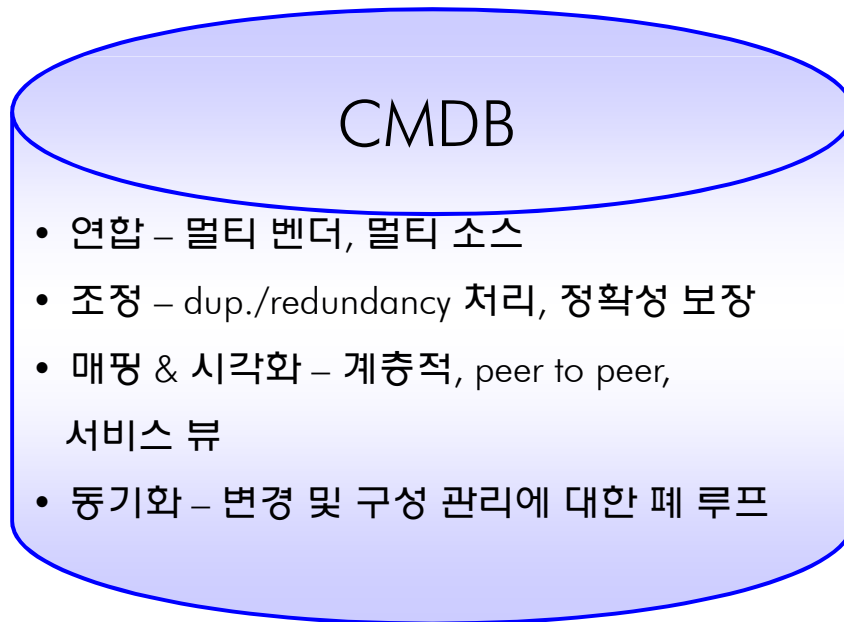 CMDB
• 연합 – 멀티 벤더, 멀티 소스
• 조정 – dup./redundancy 처리, 정확성 보장
• 매핑 & 시각화 – 계층적, peer to peer,
서비스 뷰
• 동기화 – 변경 및 구성 관리에 대한 폐 루프